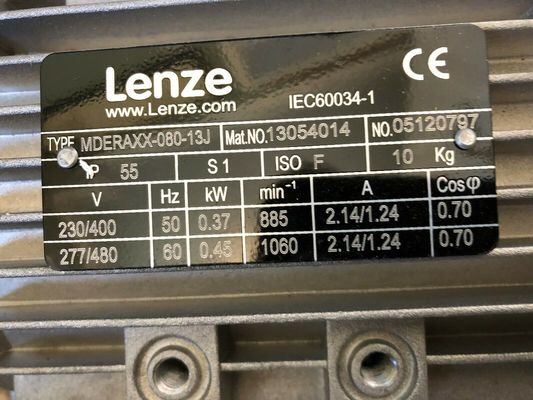 Lenze
CE
www.Lenze.com
IEC60034-1
TYPE MDERAXX-080-13J Mat.NO.13054014 NO.05120797
IP 55 S1 ISO F 10 Kg
V Hz kW min⁻¹ A Cosφ
230/400 50 0.37 885 2.14/1.24 0.70
277/480 60 0.45 1060 2.14/1.24 0.70